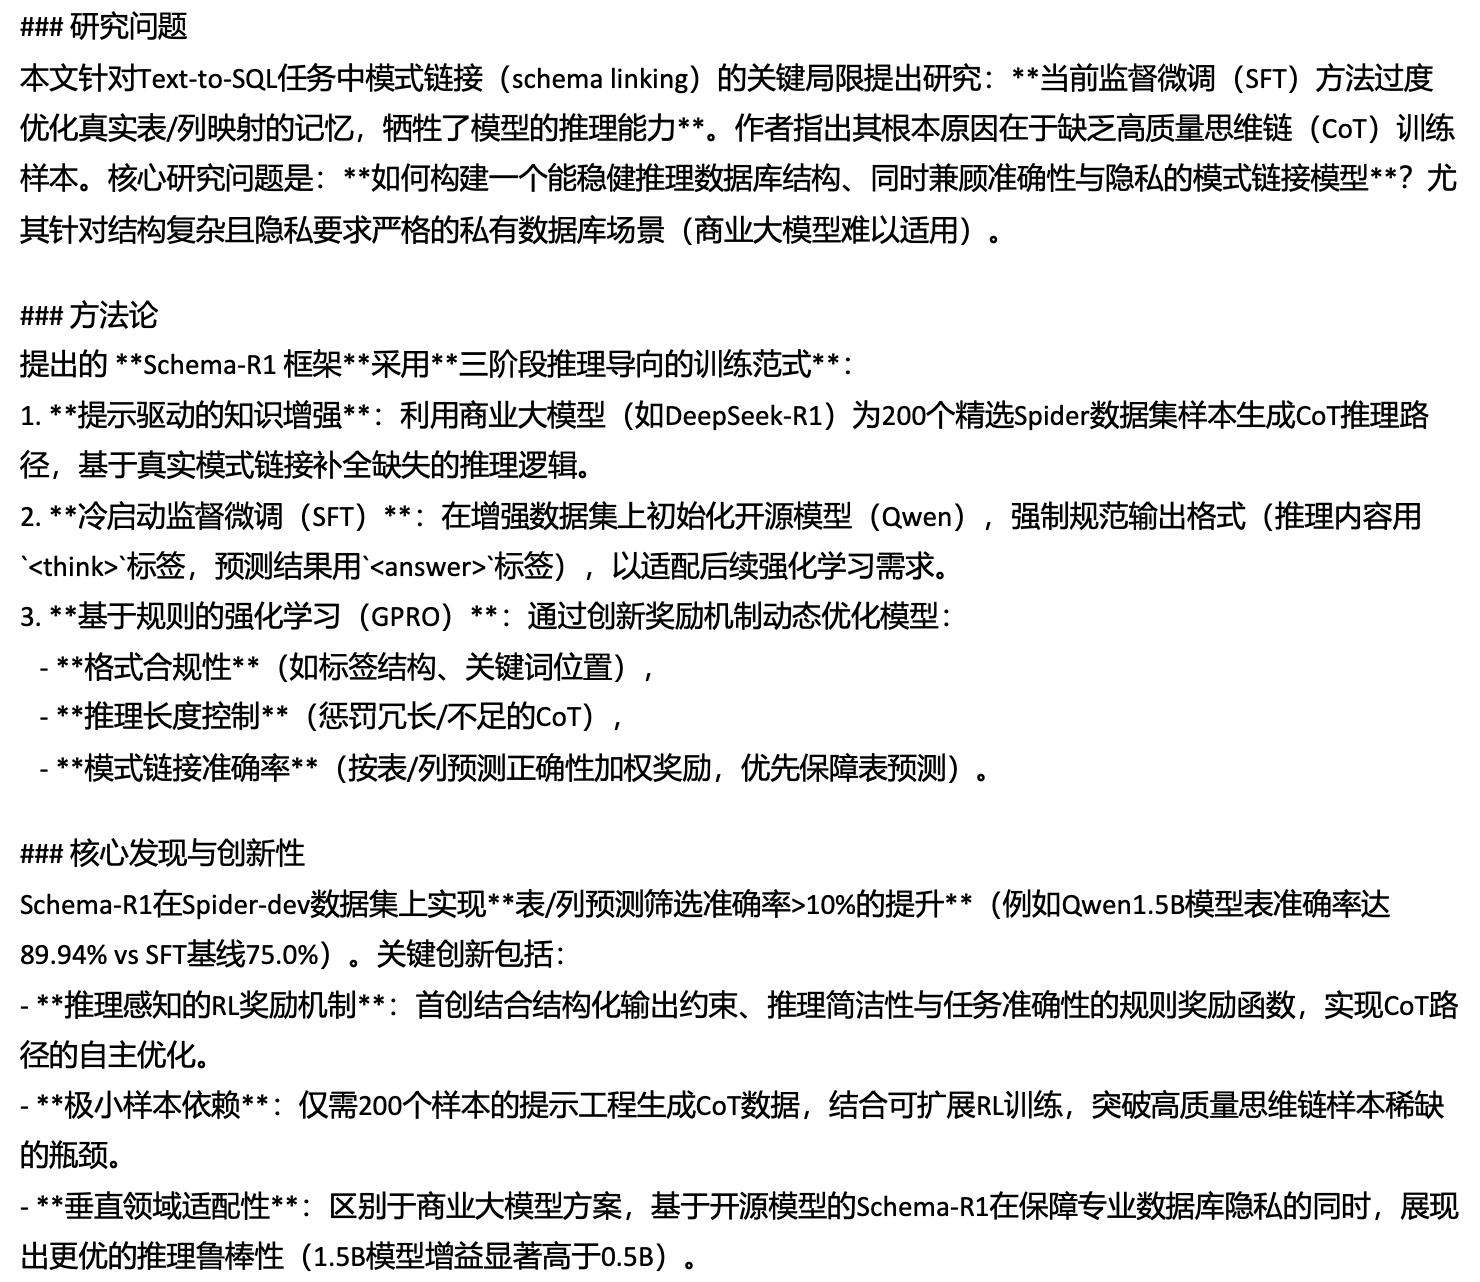 ### 研究问题
本文针对Text-to-SQL任务中模式链接（schema linking）的关键局限提出研究：**当前监督微调（SFT）方法过度
优化真实表/列映射的记忆，牺牲了模型的推理能力**。作者指出其根本原因在于缺乏高质量思维链（CoT）训练
样本。核心研究问题是：**如何构建一个能稳健推理数据库结构、同时兼顾准确性与隐私的模式链接模型**？尤
其针对结构复杂且隐私要求严格的私有数据库场景（商业大模型难以适用）。
### 方法论
提出的 **Schema-R1 框架**采用**三阶段推理导向的训练范式**：
1. **提示驱动的知识增强**：利用商业大模型（如DeepSeek-R1）为200个精选Spider数据集样本生成CoT推理路
径，基于真实模式链接补全缺失的推理逻辑。
2. **冷启动监督微调（SFT）**：在增强数据集上初始化开源模型（Qwen），强制规范输出格式（推理内容用
`<think>`标签，预测结果用`<answer>`标签），以适配后续强化学习需求。
3. **基于规则的强化学习（GPRO）**：通过创新奖励机制动态优化模型：
- **格式合规性**（如标签结构、关键词位置），
- **推理长度控制**（惩罚冗长/不足的CoT），
- **模式链接准确率**（按表/列预测正确性加权奖励，优先保障表预测）。
### 核心发现与创新性
Schema-R1在Spider-dev数据集上实现**表/列预测筛选准确率>10%的提升**（例如Qwen1.5B模型表准确率达
89.94% vs SFT基线75.0%）。关键创新包括：
- **推理感知的RL奖励机制**：首创结合结构化输出约束、推理简洁性与任务准确性的规则奖励函数，实现CoT路
径的自主优化。
- **极小样本依赖**：仅需200个样本的提示工程生成CoT数据，结合可扩展RL训练，突破高质量思维链样本稀缺
的瓶颈。
- **垂直领域适配性**：区别于商业大模型方案，基于开源模型的Schema-R1在保障专业数据库隐私的同时，展现
出更优的推理鲁棒性（1.5B模型增益显著高于0.5B）。